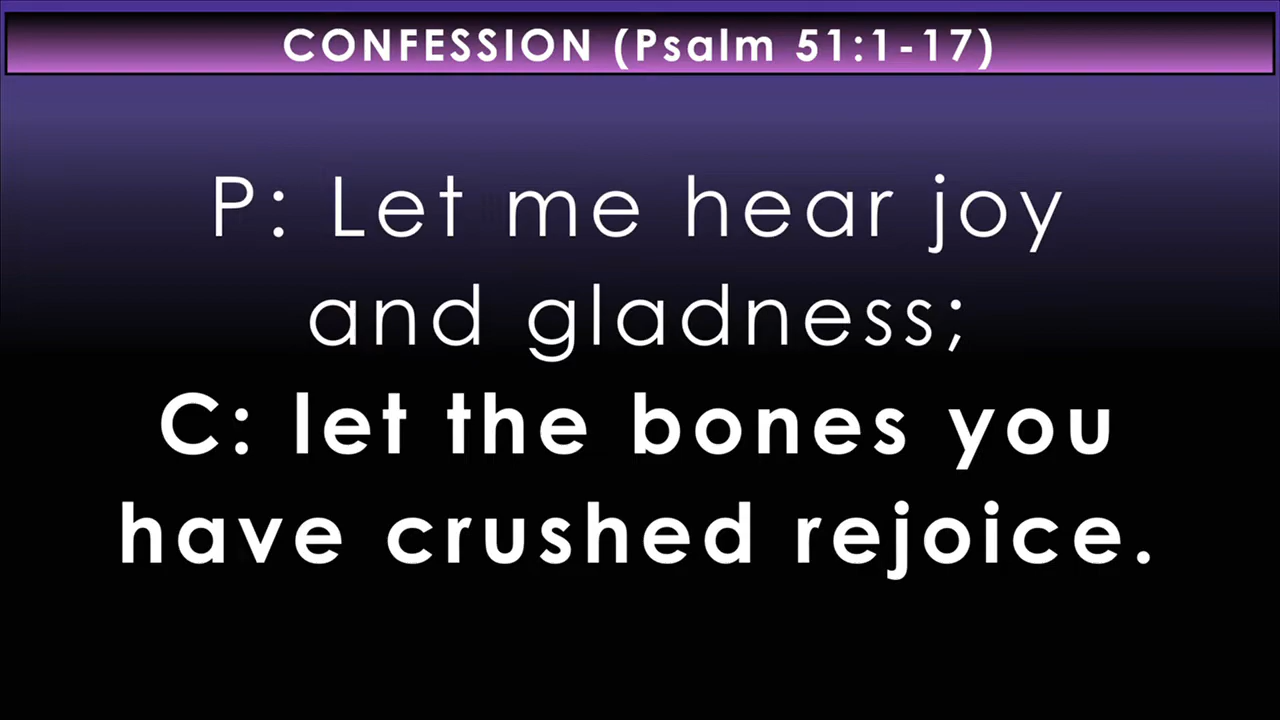 CONFESSION (Psalm 51:1-17)
P: Let me hear joy
and gladness;
C: let the bones you
have crushed rejoice.